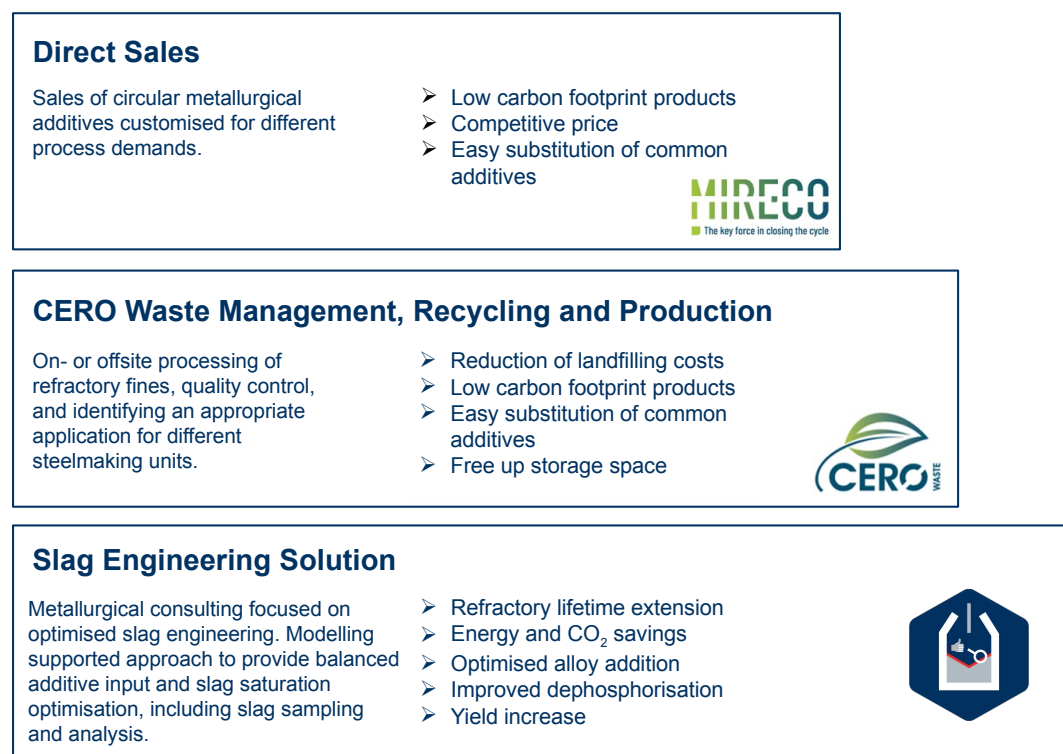 Direct Sales
Sales of circular metallurgical
additives customised for different
process demands.
➢ Low carbon footprint products
➢ Competitive price
➢ Easy substitution of common
additives
MIRECO
The key force in closing the cycle
CERO Waste Management, Recycling and Production
On- or offsite processing of
refractory fines, quality control,
and identifying an appropriate
application for different
steelmaking units.
➢ Reduction of landfilling costs
➢ Low carbon footprint products
➢ Easy substitution of common
additives
➢ Free up storage space
CERO WASTE
Slag Engineering Solution
Metallurgical consulting focused on
optimised slag engineering. Modelling
supported approach to provide balanced
additive input and slag saturation
optimisation, including slag sampling
and analysis.
➢ Refractory lifetime extension
➢ Energy and CO₂ savings
➢ Optimised alloy addition
➢ Improved dephosphorisation
➢ Yield increase